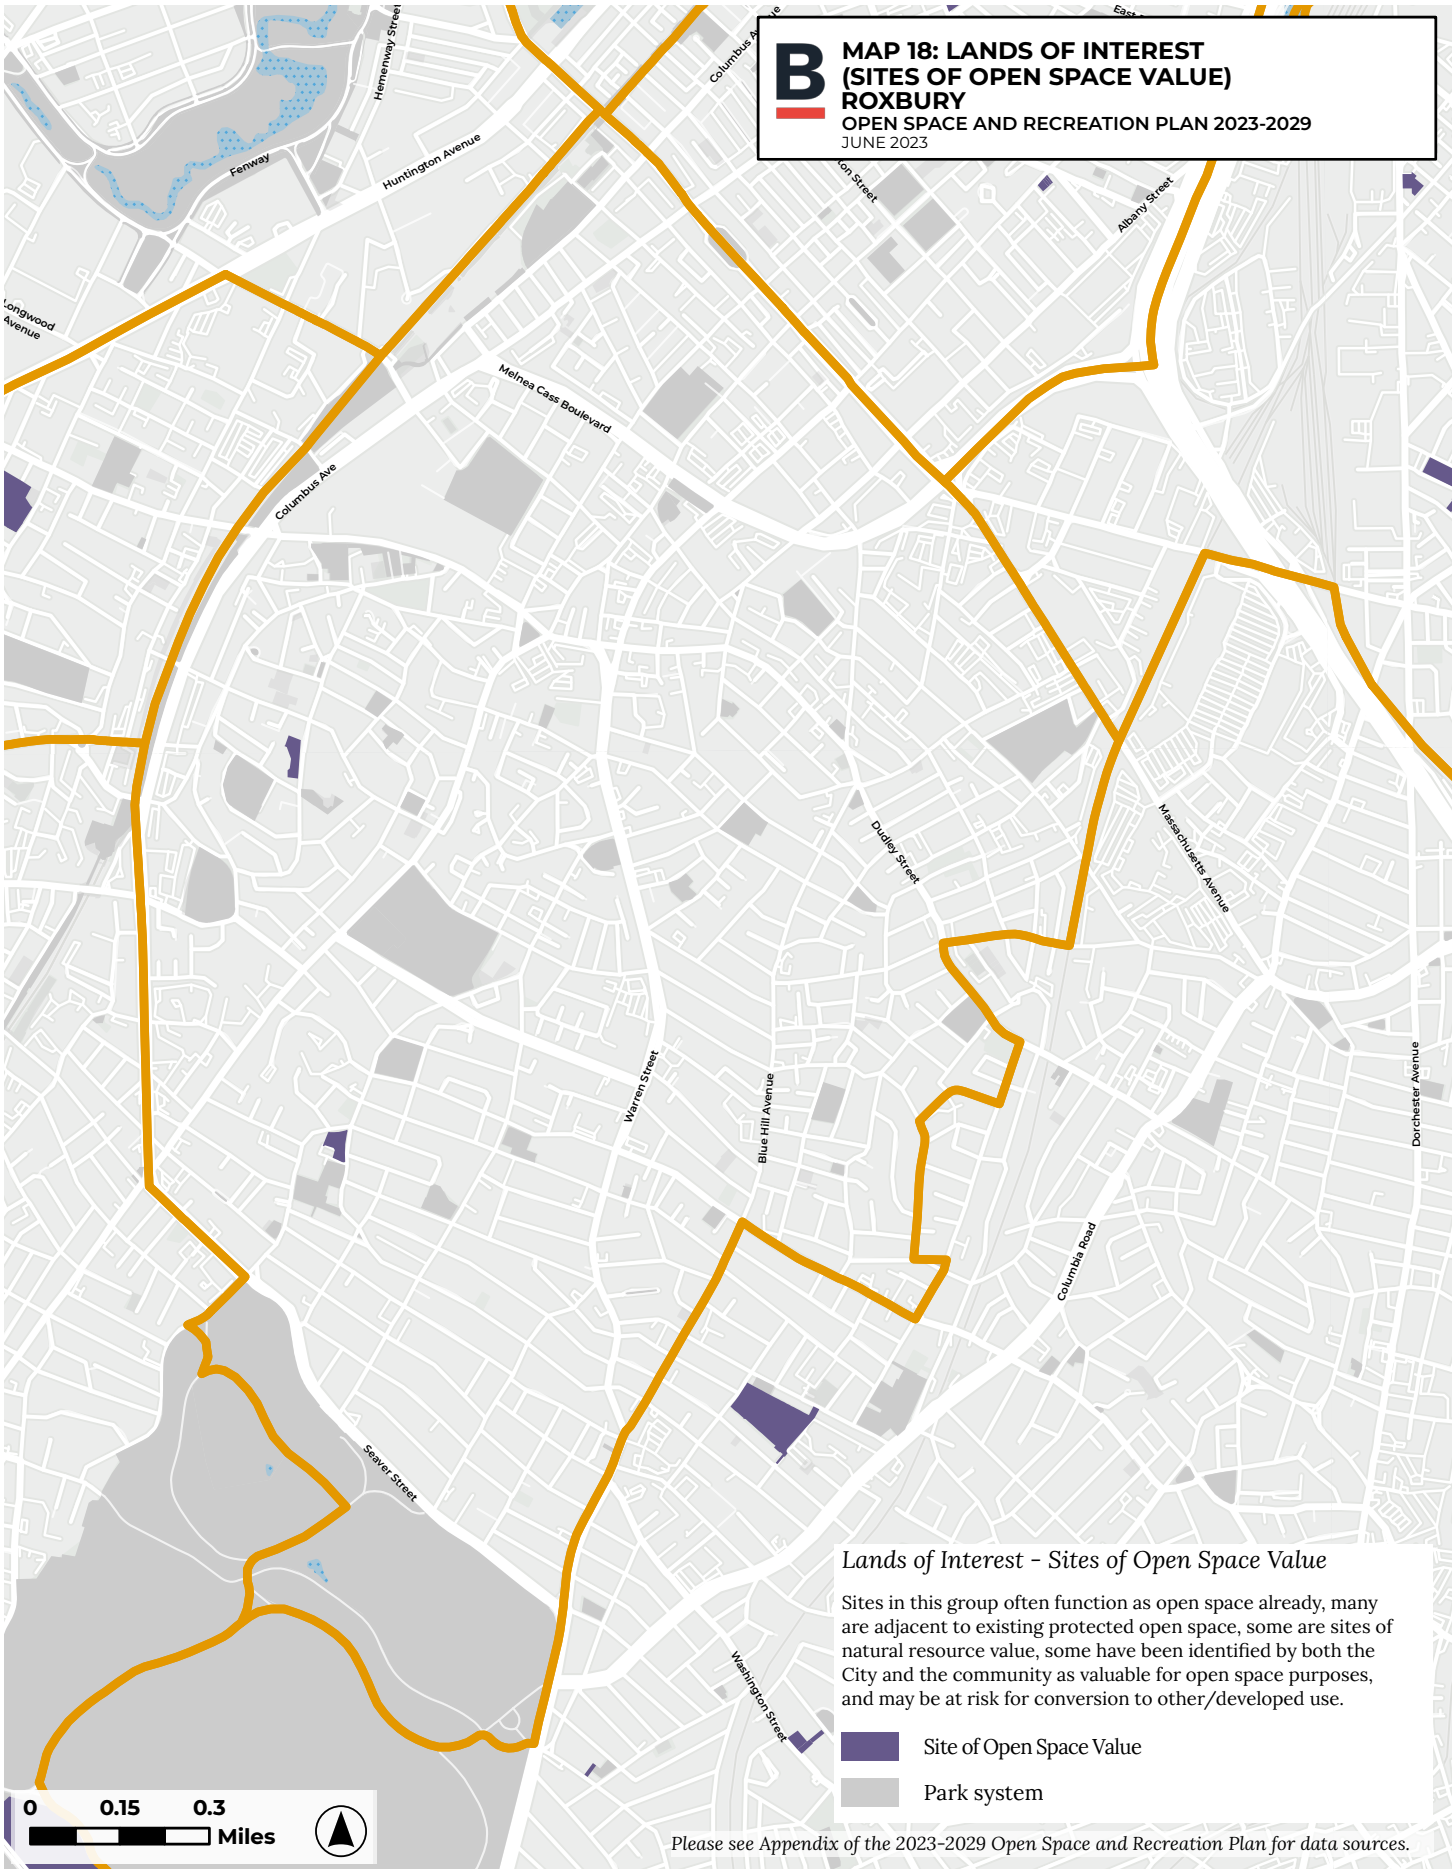 B
MAP 18: LANDS OF INTEREST
(SITES OF OPEN SPACE VALUE)
ROXBURY
OPEN SPACE AND RECREATION PLAN 2023-2029
JUNE 2023
Hemenway Street
Columbus
East
Fenway
Huntington Avenue
ton Street
Albany Street
Longwood
Avenue
Melnea Cass Boulevard
Columbus Ave
Dudley Street
Massachusetts Avenue
Warren Street
Blue Hill Avenue
Dorchester Avenue
Columbia Road
Seaver Street
Washington Street
Lands of Interest - Sites of Open Space Value
Sites in this group often function as open space already, many
are adjacent to existing protected open space, some are sites of
natural resource value, some have been identified by both the
City and the community as valuable for open space purposes,
and may be at risk for conversion to other/developed use.
Site of Open Space Value
Park system
0 0.15 0.3
Miles
Please see Appendix of the 2023-2029 Open Space and Recreation Plan for data sources.